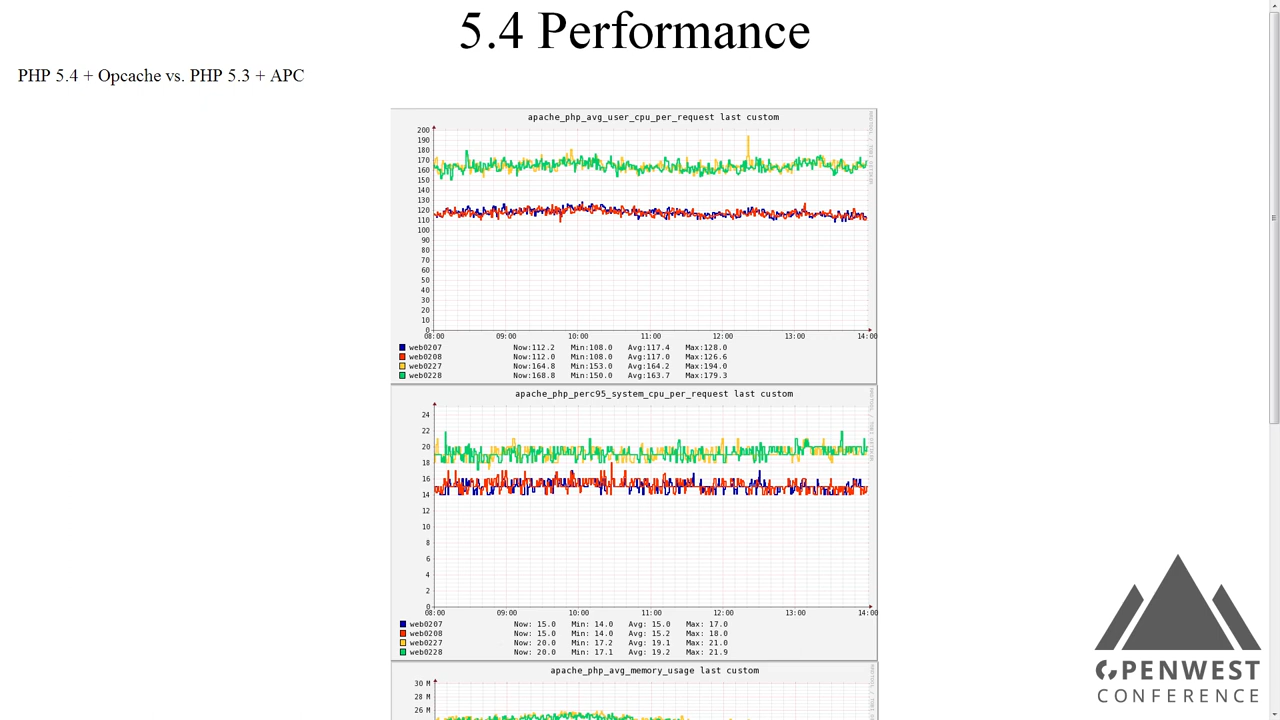 5.4 Performance
PHP 5.4 + Opcache vs. PHP 5.3 + APC
apache_php_avg_user_cpu_per_request last custom
200
190
180
170
160
150
140
130
120
110
100
90
80
70
60
50
40
30
20
10
0
08:00 09:00 10:00 11:00 12:00 13:00 14:00
web0207 Now:112.2 Min:108.0 Avg:117.4 Max:128.0
web0208 Now:112.0 Min:108.0 Avg:117.0 Max:126.6
web0227 Now:164.8 Min:153.0 Avg:164.2 Max:194.0
web0228 Now:168.8 Min:150.0 Avg:163.7 Max:179.3
apache_php_perc95_system_cpu_per_request last custom
24
22
20
18
16
14
12
10
8
6
4
2
0
08:00 09:00 10:00 11:00 12:00 13:00 14:00
web0207 Now: 15.0 Min: 14.0 Avg: 15.0 Max: 17.0
web0208 Now: 15.0 Min: 14.0 Avg: 15.2 Max: 18.0
web0227 Now: 20.0 Min: 17.2 Avg: 19.1 Max: 21.0
web0228 Now: 20.0 Min: 17.1 Avg: 19.2 Max: 21.9
apache_php_avg_memory_usage last custom
30 M
28 M
26 M
OPENWEST
CONFERENCE